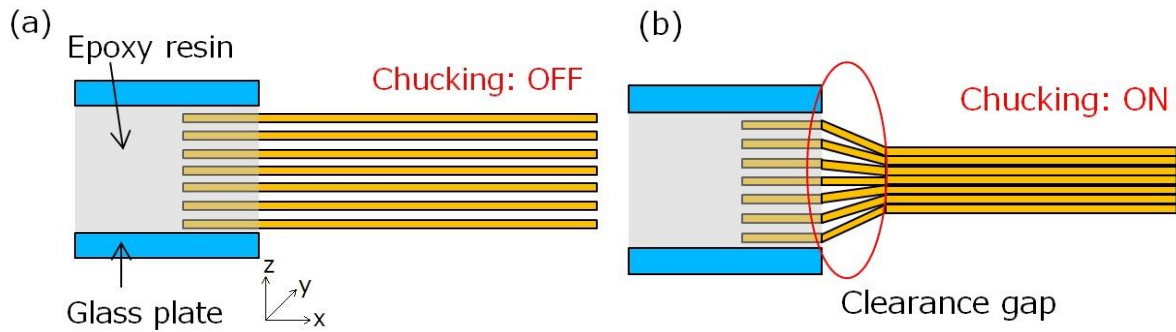 (a)
Epoxy resin
Chucking: OFF
Glass plate
z
y
x
(b)
Chucking: ON
Clearance gap